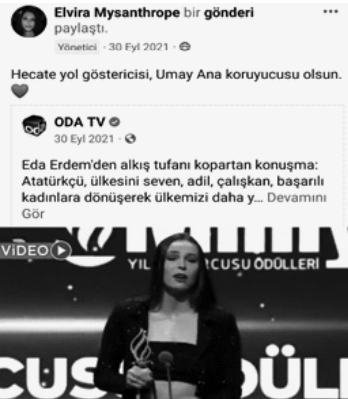 Elvira Mysanthrope bir gönderi
paylaştı.
Yönetici · 30 Eyl 2021 ·
Hecate yol göstericisi, Umay Ana koruyucusu olsun.
ODA TV
30 Eyl 2021 ·
Eda Erdem'den alkış tufanı kopartan konuşma:
Atatürkçü, ülkesini seven, adil, çalışkan, başarılı
kadınlara dönüşerek ülkemizi daha y... Devamını
Gör
VİDEO
YIL CUSU ÖDÜLLERİ
CUS ÖDÜL